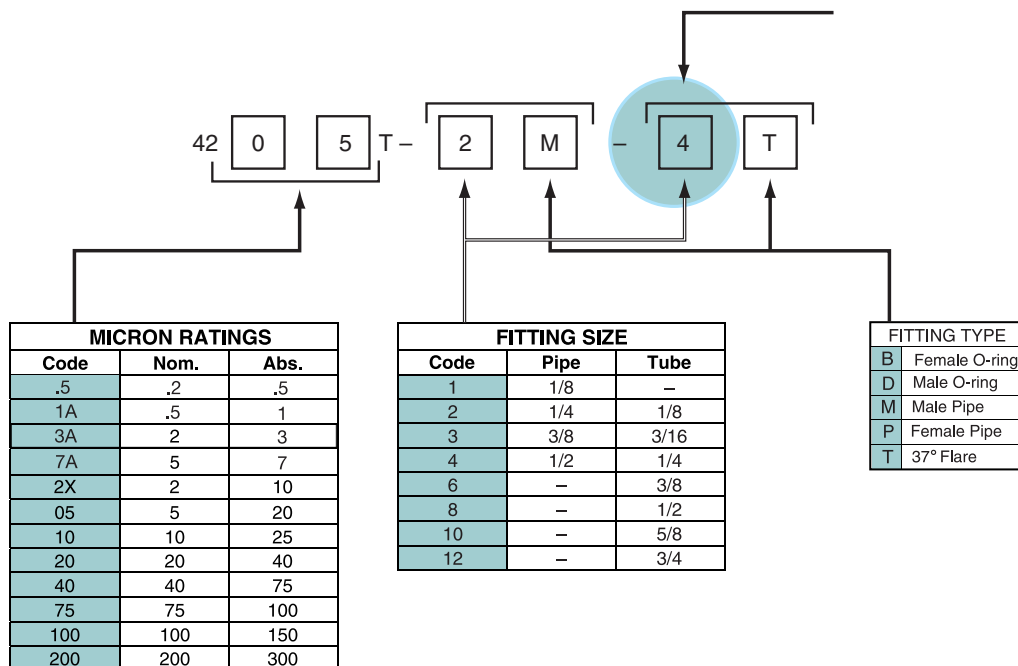 42 0 5 T – 2 M – 4 T
MICRON RATINGS
Code Nom. Abs.
.5 .2 .5
1A .5 1
3A 2 3
7A 5 7
2X 2 10
05 5 20
10 10 25
20 20 40
40 40 75
75 75 100
100 100 150
200 200 300
FITTING SIZE
Code Pipe Tube
1 1/8 –
2 1/4 1/8
3 3/8 3/16
4 1/2 1/4
6 – 3/8
8 – 1/2
10 – 5/8
12 – 3/4
FITTING TYPE
B Female O-ring
D Male O-ring
M Male Pipe
P Female Pipe
T 37° Flare